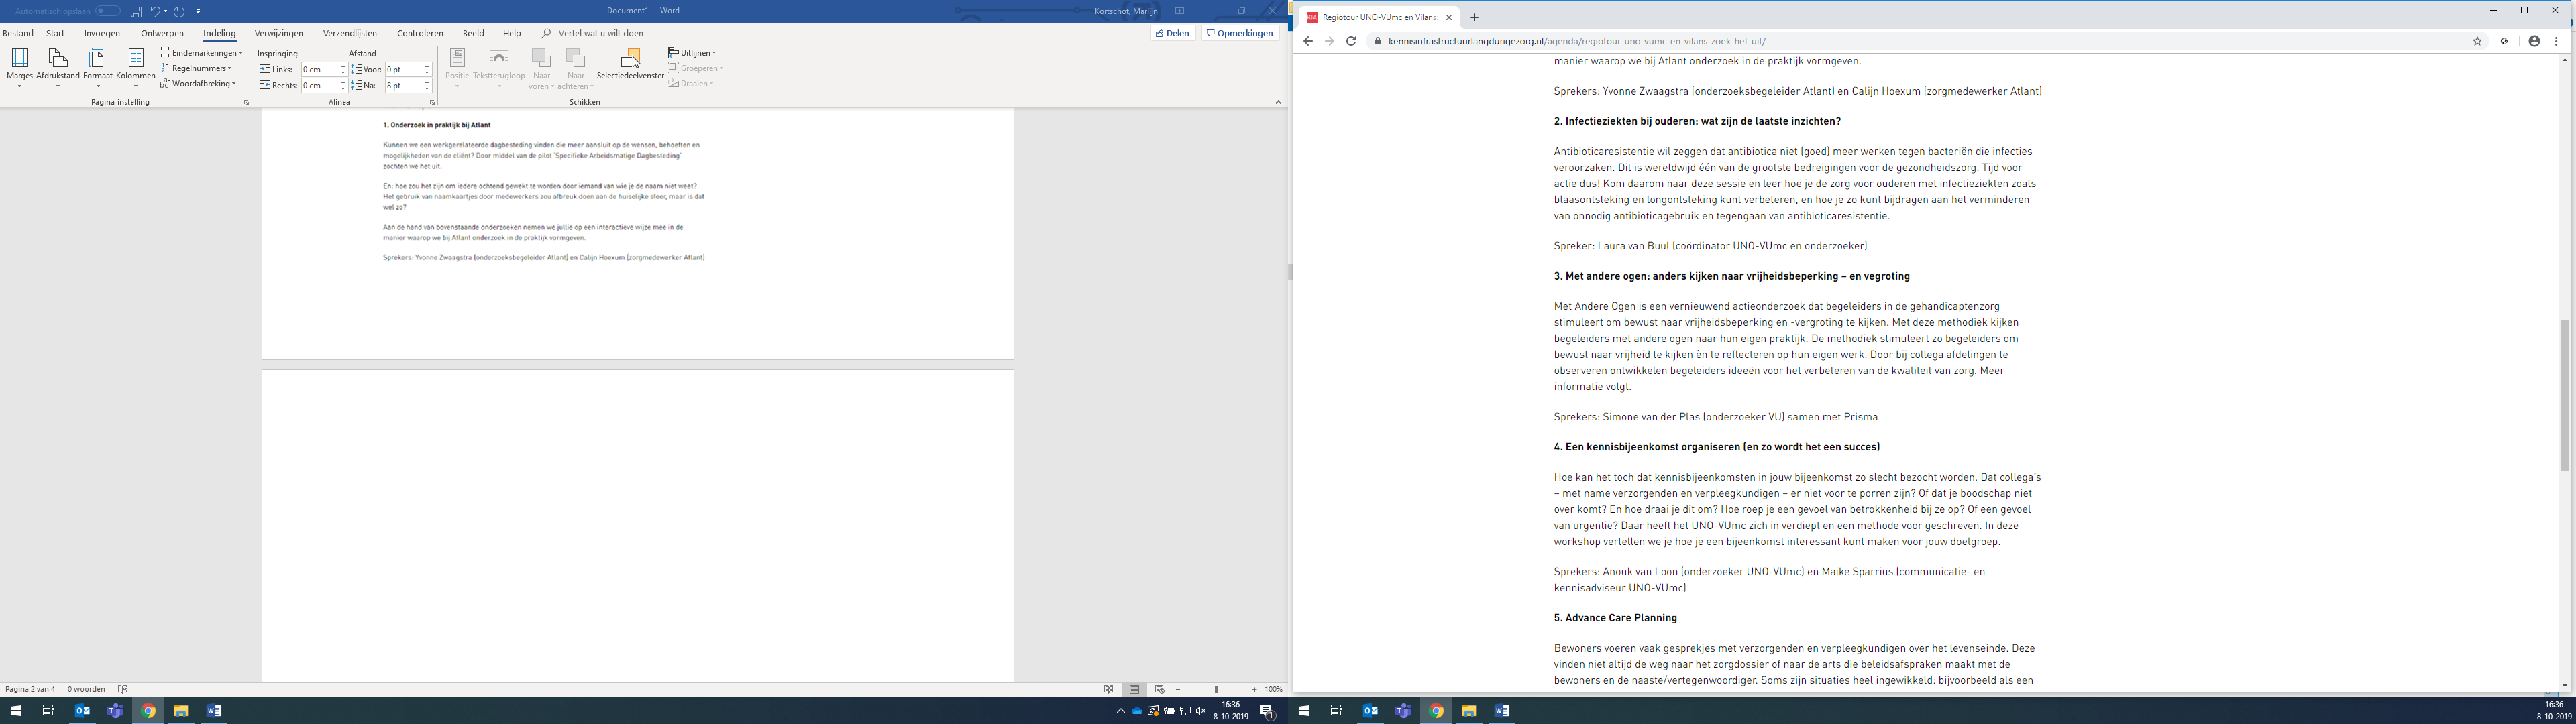 Automatisch opslaan
Document1 - Word
Kortschot, Marlijn
Bestand Start Invoegen Ontwerpen Indeling Verwijzingen Verzendlijsten Controleren Beeld Help Vertel wat u wilt doen
Delen Opmerkingen
Marges Afdrukstand Formaat Kolommen
Eindemarkeringen
Regelnummers
Woordafbreking
Pagina-instelling
Inspringing Afstand
Links: 0 cm Voor: 0 pt
Rechts: 0 cm Na: 8 pt
Alinea
Positie Tekstterugloop Naar voren Naar achteren Selectiedeelvenster
Uitlijnen
Groeperen
Draaien
Schikken
1. Onderzoek in praktijk bij Atlant
Kunnen we een werkgerelateerde dagbesteding vinden die meer aansluit op de wensen, behoeften en
mogelijkheden van de cliënt? Door middel van de pilot 'Specifieke Arbeidsmatige Dagbesteding'
zochten we het uit.
En: hoe zou het zijn om iedere ochtend gewekt te worden door iemand van wie je de naam niet weet?
Het gebruik van naamkaartjes door medewerkers zou afbreuk doen aan de huiselijke sfeer, maar is dat
wel zo?
Aan de hand van bovenstaande onderzoeken nemen we jullie op een interactieve wijze mee in de
manier waarop we bij Atlant onderzoek in de praktijk vormgeven.
Sprekers: Yvonne Zwaagstra (onderzoeksbegeleider Atlant) en Calijn Hoexum (zorgmedewerker Atlant)
Pagina 2 van 4 0 woorden
100%
16:36
8-10-2019
Regiotour UNO-VUmc en Vilans:
kennisinfrastructuurlangdurigezorg.nl/agenda/regiotour-uno-vumc-en-vilans-zoek-het-uit/
manier waarop we bij Atlant onderzoek in de praktijk vormgeven.
Sprekers: Yvonne Zwaagstra (onderzoeksbegeleider Atlant) en Calijn Hoexum (zorgmedewerker Atlant)
2. Infectieziekten bij ouderen: wat zijn de laatste inzichten?
Antibioticaresistentie wil zeggen dat antibiotica niet (goed) meer werken tegen bacteriën die infecties
veroorzaken. Dit is wereldwijd één van de grootste bedreigingen voor de gezondheidszorg. Tijd voor
actie dus! Kom daarom naar deze sessie en leer hoe je de zorg voor ouderen met infectieziekten zoals
blaasontsteking en longontsteking kunt verbeteren, en hoe je zo kunt bijdragen aan het verminderen
van onnodig antibioticagebruik en tegengaan van antibioticaresistentie.
Spreker: Laura van Buul (coördinator UNO-VUmc en onderzoeker)
3. Met andere ogen: anders kijken naar vrijheidsbeperking – en vegroting
Met Andere Ogen is een vernieuwend actieonderzoek dat begeleiders in de gehandicaptenzorg
stimuleert om bewust naar vrijheidsbeperking en -vergroting te kijken. Met deze methodiek kijken
begeleiders met andere ogen naar hun eigen praktijk. De methodiek stimuleert zo begeleiders om
bewust naar vrijheid te kijken èn te reflecteren op hun eigen werk. Door bij collega afdelingen te
observeren ontwikkelen begeleiders ideeën voor het verbeteren van de kwaliteit van zorg. Meer
informatie volgt.
Sprekers: Simone van der Plas (onderzoeker VU) samen met Prisma
4. Een kennisbijeenkomst organiseren (en zo wordt het een succes)
Hoe kan het toch dat kennisbijeenkomsten in jouw bijeenkomst zo slecht bezocht worden. Dat collega's
– met name verzorgenden en verpleegkundigen – er niet voor te porren zijn? Of dat je boodschap niet
over komt? En hoe draai je dit om? Hoe roep je een gevoel van betrokkenheid bij ze op? Of een gevoel
van urgentie? Daar heeft het UNO-VUmc zich in verdiept en een methode voor geschreven. In deze
workshop vertellen we je hoe je een bijeenkomst interessant kunt maken voor jouw doelgroep.
Sprekers: Anouk van Loon (onderzoeker UNO-VUmc) en Maike Sparrius (communicatie- en
kennisadviseur UNO-VUmc)
5. Advance Care Planning
Bewoners voeren vaak gesprekjes met verzorgenden en verpleegkundigen over het levenseinde. Deze
vinden niet altijd de weg naar het zorgdossier of naar de arts die beleidsafspraken maakt met de
bewoners en de naaste/vertegenwoordiger. Soms zijn situaties heel ingewikkeld: bijvoorbeeld als een
16:36
8-10-2019